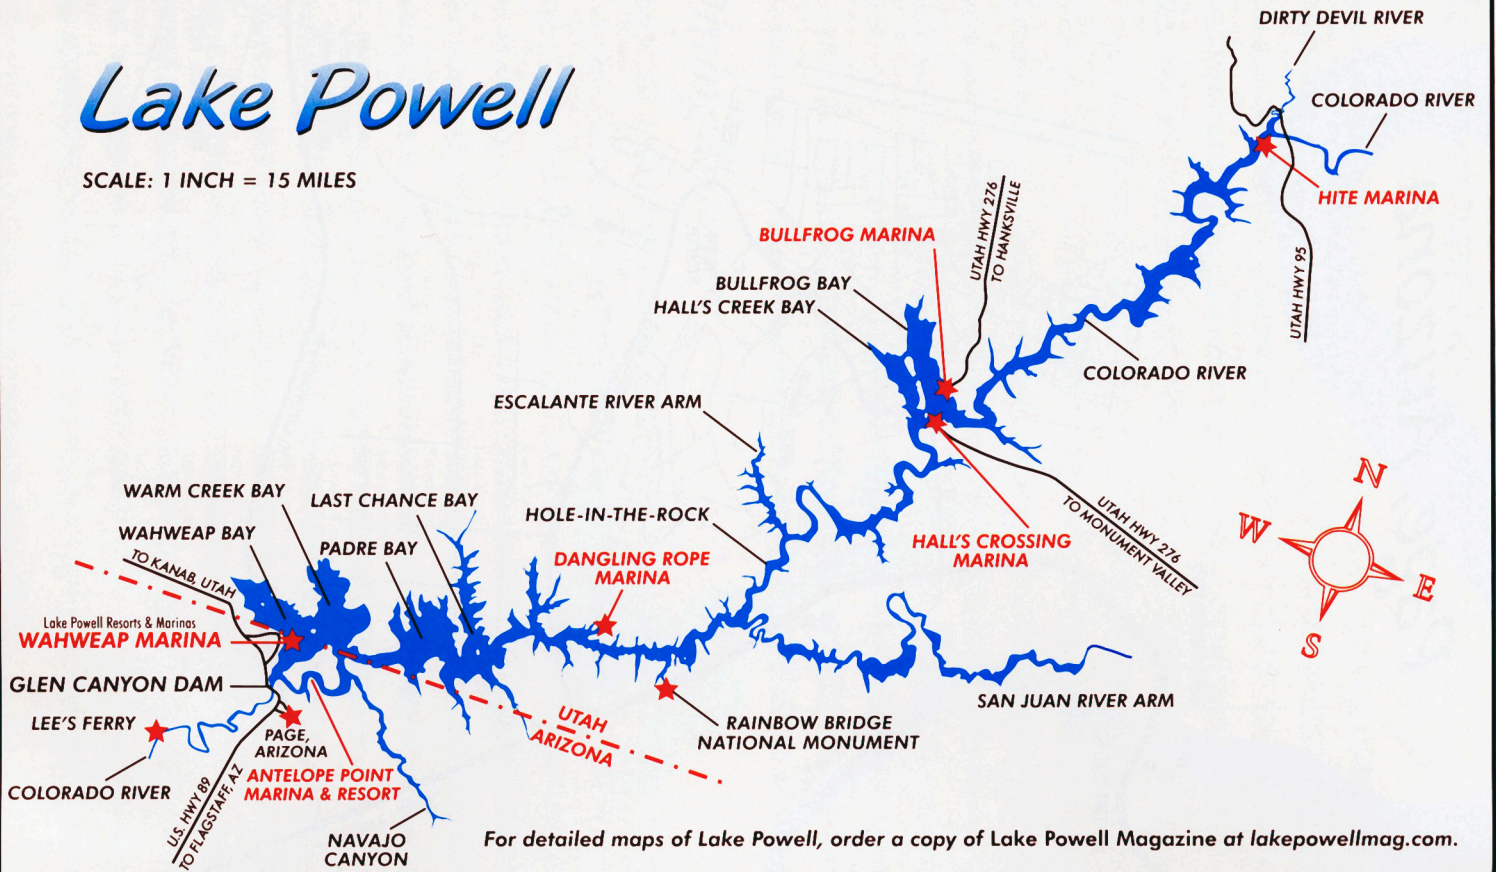 DIRTY DEVIL RIVER
Lake Powell
COLORADO RIVER
SCALE: 1 INCH = 15 MILES
HITE MARINA
UTAH HWY 276
TO HANKSVILLE
BULLFROG MARINA
UTAH HWY 95
BULLFROG BAY
HALL'S CREEK BAY
COLORADO RIVER
ESCALANTE RIVER ARM
N
W
E
S
WARM CREEK BAY
LAST CHANCE BAY
HOLE-IN-THE-ROCK
UTAH HWY 276
TO MONUMENT VALLEY
WAHWEAP BAY
PADRE BAY
HALL'S CROSSING
MARINA
DANGLING ROPE
MARINA
TO KANAB, UTAH
Lake Powell Resorts & Marinas
WAHWEAP MARINA
GLEN CANYON DAM
SAN JUAN RIVER ARM
LEE'S FERRY
UTAH
ARIZONA
RAINBOW BRIDGE
NATIONAL MONUMENT
PAGE,
ARIZONA
ANTELOPE POINT
MARINA & RESORT
COLORADO RIVER
U.S. HWY 89
TO FLAGSTAFF, AZ
NAVAJO
CANYON
For detailed maps of Lake Powell, order a copy of Lake Powell Magazine at lakepowellmag.com.